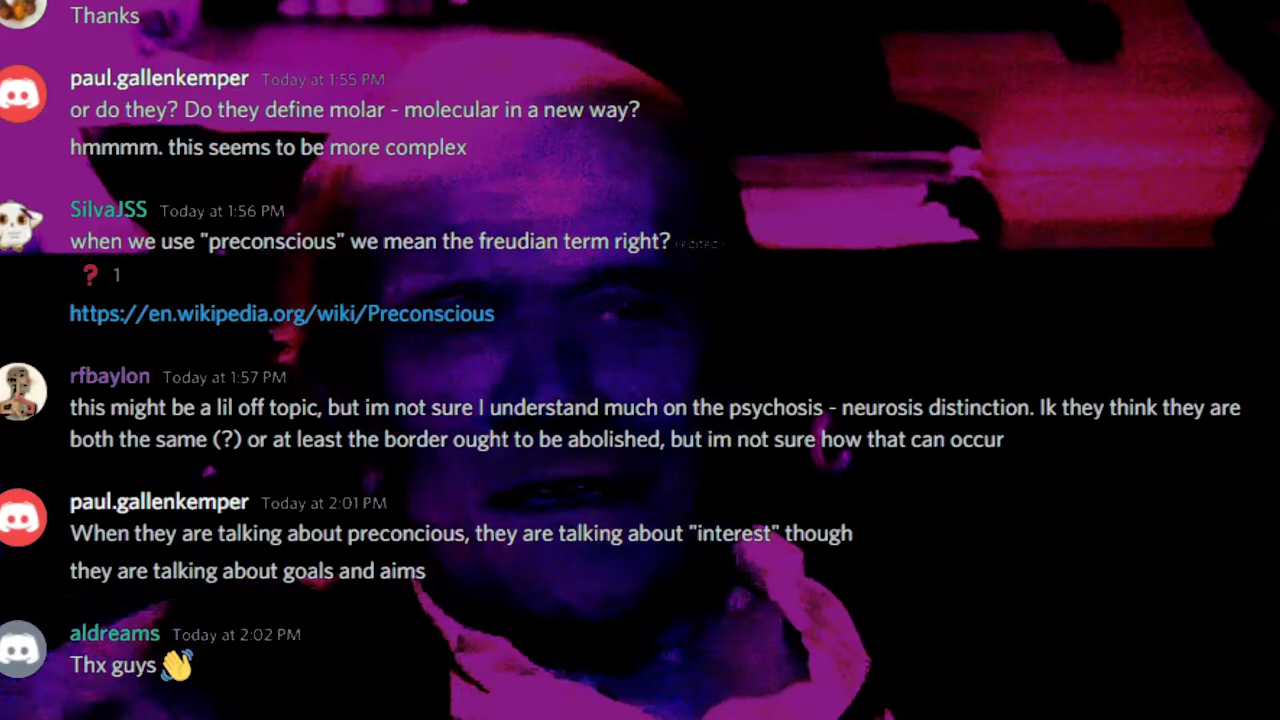 Thanks
paul.gallenkemper Today at 1:55 PM
or do they? Do they define molar - molecular in a new way?
hmmmm. this seems to be more complex
SilvaJSS Today at 1:56 PM
when we use "preconscious" we mean the freudian term right? (edited)
? 1
https://en.wikipedia.org/wiki/Preconscious
rfbaylon Today at 1:57 PM
this might be a lil off topic, but im not sure I understand much on the psychosis - neurosis distinction. Ik they think they are
both the same (?) or at least the border ought to be abolished, but im not sure how that can occur
paul.gallenkemper Today at 2:01 PM
When they are talking about preconcious, they are talking about "interest" though
they are talking about goals and aims
aldreams Today at 2:02 PM
Thx guys 👋